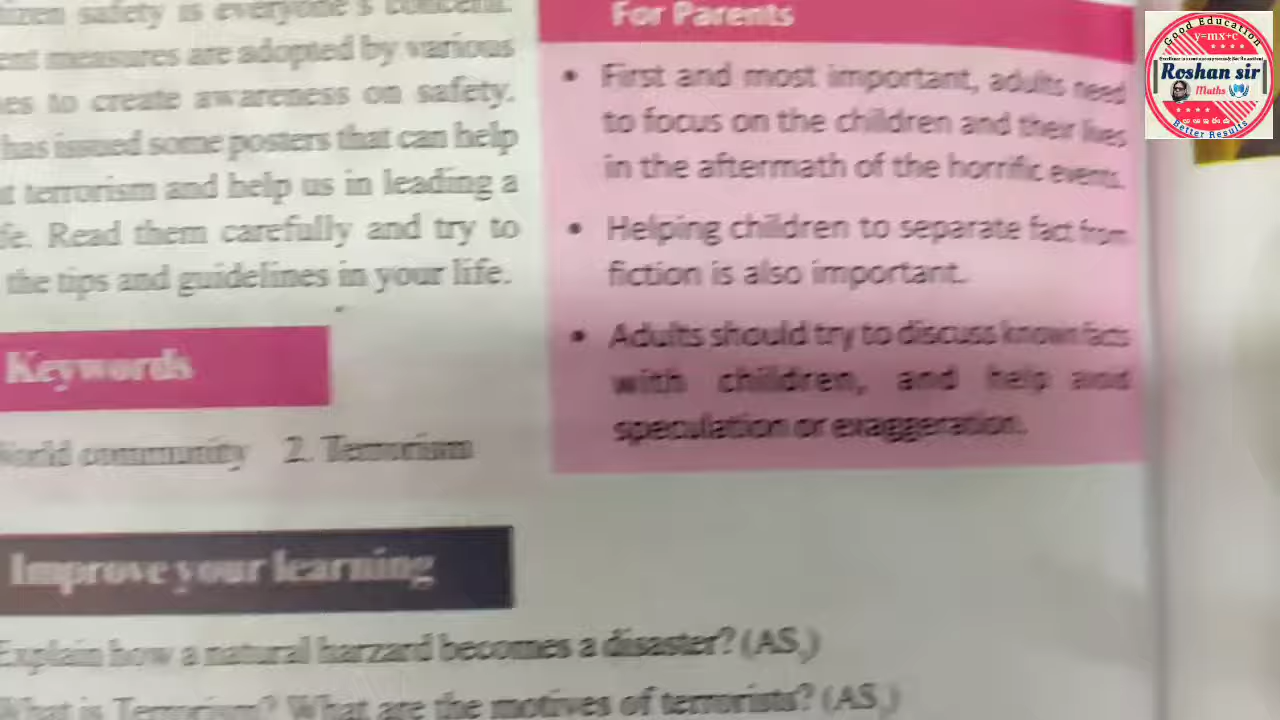 izen safety is everyone's concern.
ent measures are adopted by various
es to create awareness on safety.
has issued some posters that can help
t terrorism and help us in leading a
fe. Read them carefully and try to
the tips and guidelines in your life.
Keywords
World community 2. Terrorism
Improve your learning
Explain how a natural harzard becomes a disaster? (AS₁)
What is Terrorism? What are the motives of terrorists? (AS₁)
For Parents
• First and most important, adults need
to focus on the children and their lives
in the aftermath of the horrific events.
• Helping children to separate fact from
fiction is also important.
• Adults should try to discuss known facts
with children, and help avoid
speculation or exaggeration.
Good Education
y=mx+c
Roshan sir
Maths
Better Results